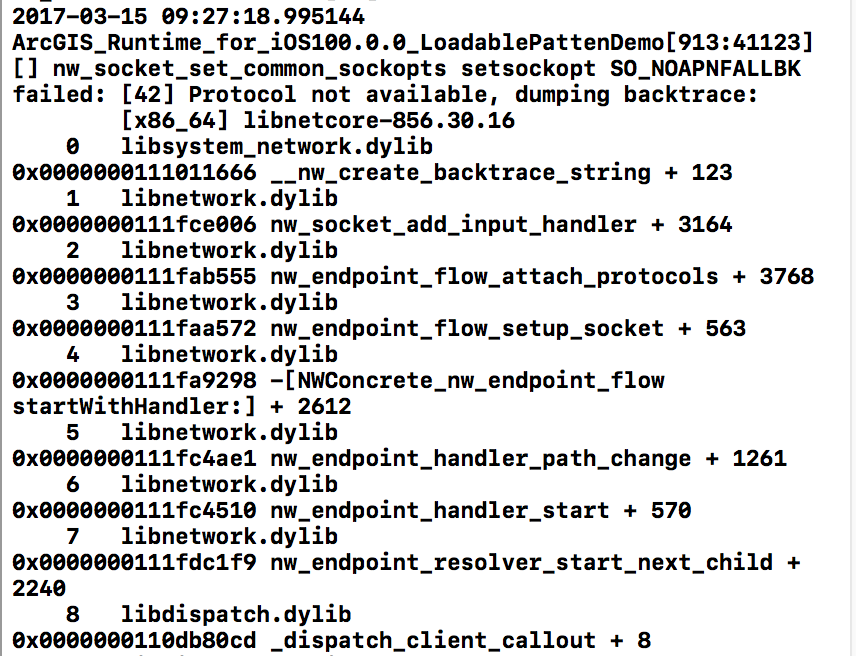 2017-03-15 09:27:18.995144
ArcGIS_Runtime_for_iOS100.0.0_LoadablePattenDemo[913:41123]
[] nw_socket_set_common_sockopts setsockopt SO_NOAPNFALLBK
failed: [42] Protocol not available, dumping backtrace:
[x86_64] libnetcore-856.30.16
0 libsystem_network.dylib
0x0000000111011666 __nw_create_backtrace_string + 123
1 libnetwork.dylib
0x0000000111fce006 nw_socket_add_input_handler + 3164
2 libnetwork.dylib
0x0000000111fab555 nw_endpoint_flow_attach_protocols + 3768
3 libnetwork.dylib
0x0000000111faa572 nw_endpoint_flow_setup_socket + 563
4 libnetwork.dylib
0x0000000111fa9298 -[NWConcrete_nw_endpoint_flow
startWithHandler:] + 2612
5 libnetwork.dylib
0x0000000111fc4ae1 nw_endpoint_handler_path_change + 1261
6 libnetwork.dylib
0x0000000111fc4510 nw_endpoint_handler_start + 570
7 libnetwork.dylib
0x0000000111fdc1f9 nw_endpoint_resolver_start_next_child +
2240
8 libdispatch.dylib
0x0000000110db80cd _dispatch_client_callout + 8